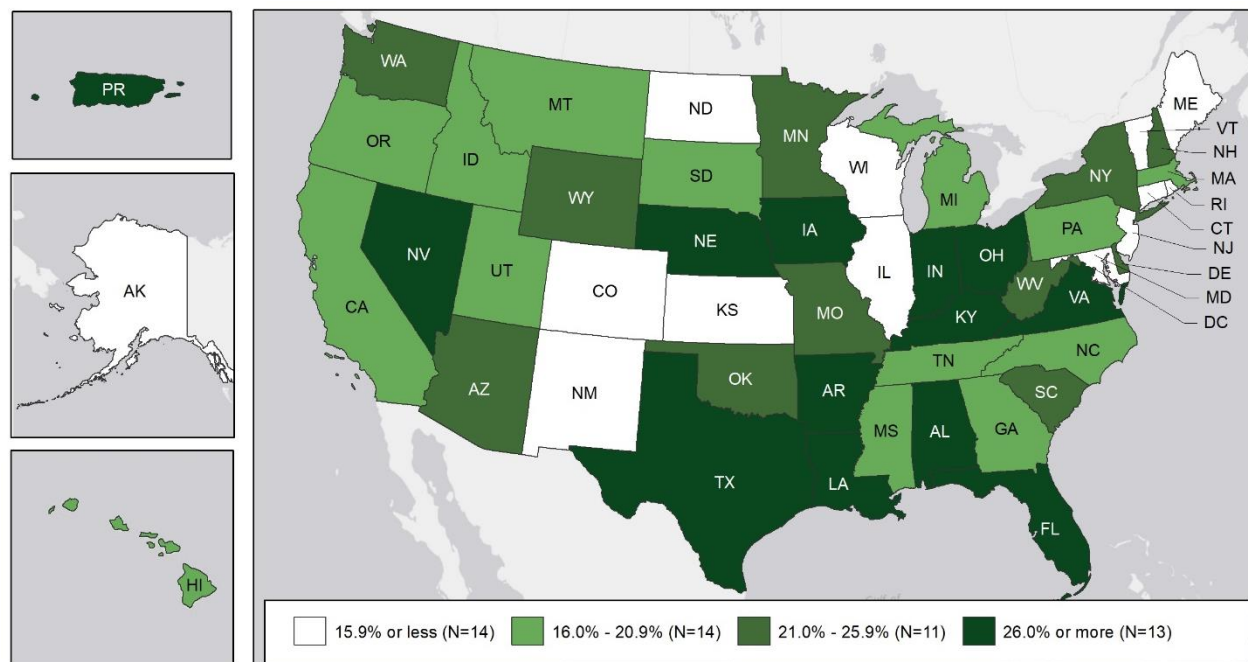 PR
AK
HI
WA
MT
ND
MN
ME
VT
NH
OR
ID
SD
WI
MI
NY
MA
RI
WY
CT
NE
IA
PA
NJ
NV
UT
IL
IN
OH
DE
CO
WV
MD
CA
KS
MO
VA
DC
KY
AZ
NM
OK
TN
NC
AR
SC
MS
AL
GA
TX
LA
FL
15.9% or less (N=14) 16.0% - 20.9% (N=14) 21.0% - 25.9% (N=11) 26.0% or more (N=13)